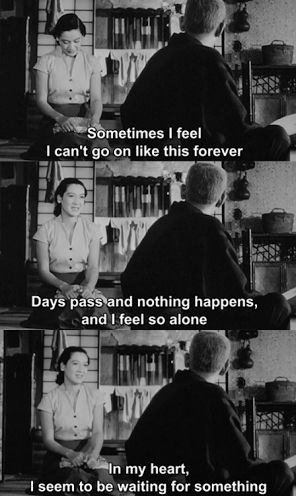 Sometimes I feel
I can't go on like this forever
Days pass and nothing happens,
and I feel so alone
In my heart,
I seem to be waiting for something